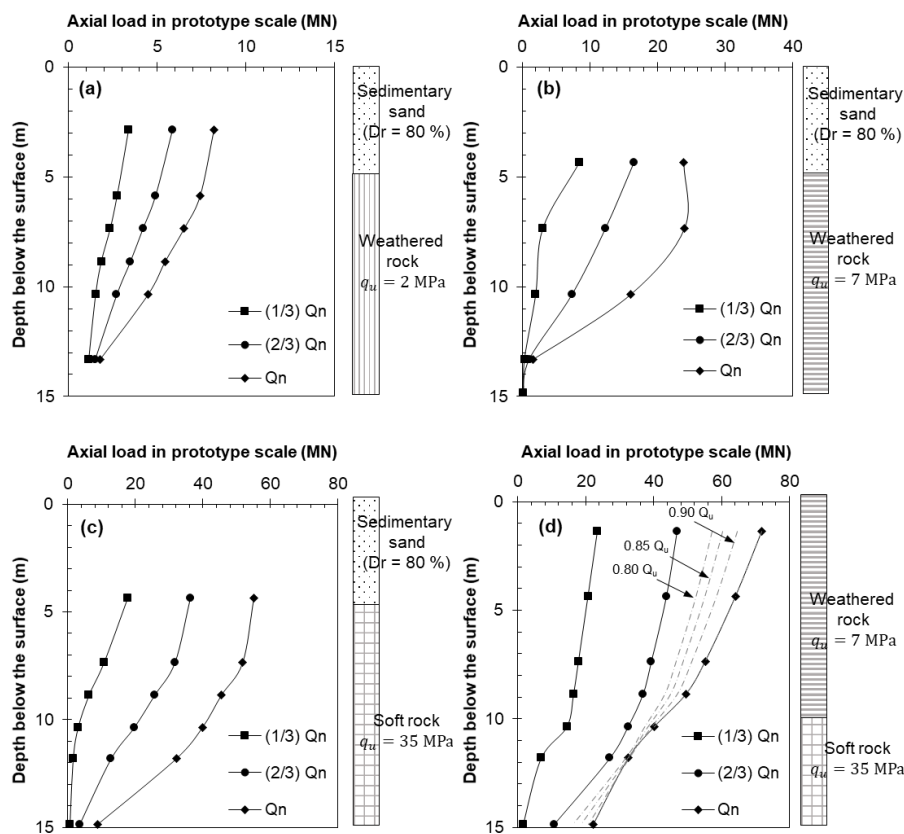 Axial load in prototype scale (MN)
0 5 10 15
Depth below the surface (m)
0
5
10
15
(a)
(1/3) Qn
(2/3) Qn
Qn
Sedimentary
sand
(Dr = 80 %)
Weathered
rock
q_u = 2 MPa
Axial load in prototype scale (MN)
0 10 20 30 40
Depth below the surface (m)
0
5
10
15
(b)
(1/3) Qn
(2/3) Qn
Qn
Sedimentary
sand
(Dr = 80 %)
Weathered
rock
q_u = 7 MPa
Axial load in prototype scale (MN)
0 20 40 60 80
Depth below the surface (m)
0
5
10
15
(c)
(1/3) Qn
(2/3) Qn
Qn
Sedimentary
sand
(Dr = 80 %)
Soft rock
q_u = 35 MPa
Axial load in prototype scale (MN)
0 20 40 60 80
Depth below the surface (m)
0
5
10
15
(d)
0.90 Q_u
0.85 Q_u
0.80 Q_u
(1/3) Qn
(2/3) Qn
Qn
Weathered
rock
q_u = 7 MPa
Soft rock
q_u = 35 MPa